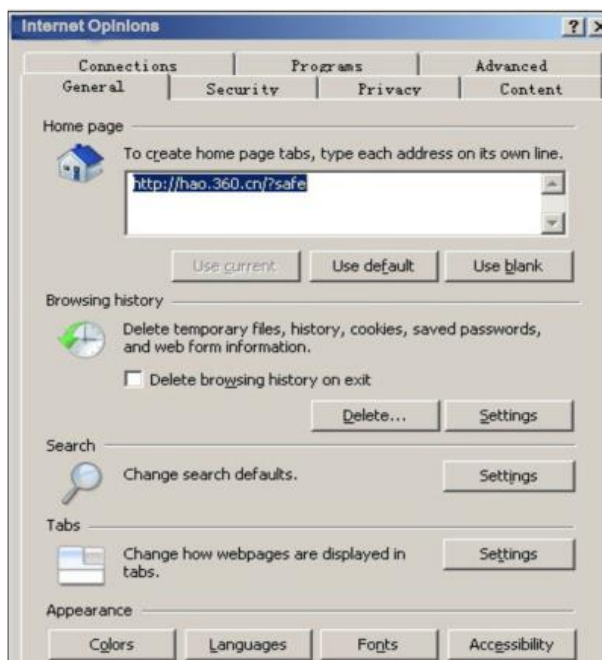 Internet Opinions
Connections Programs Advanced
General Security Privacy Content
Home page
To create home page tabs, type each address on its own line.
http://hao.360.cn/?safe
Use current Use default Use blank
Browsing history
Delete temporary files, history, cookies, saved passwords,
and web form information.
Delete browsing history on exit
Delete... Settings
Search
Change search defaults. Settings
Tabs
Change how webpages are displayed in Settings
tabs.
Appearance
Colors Languages Fonts Accessibility